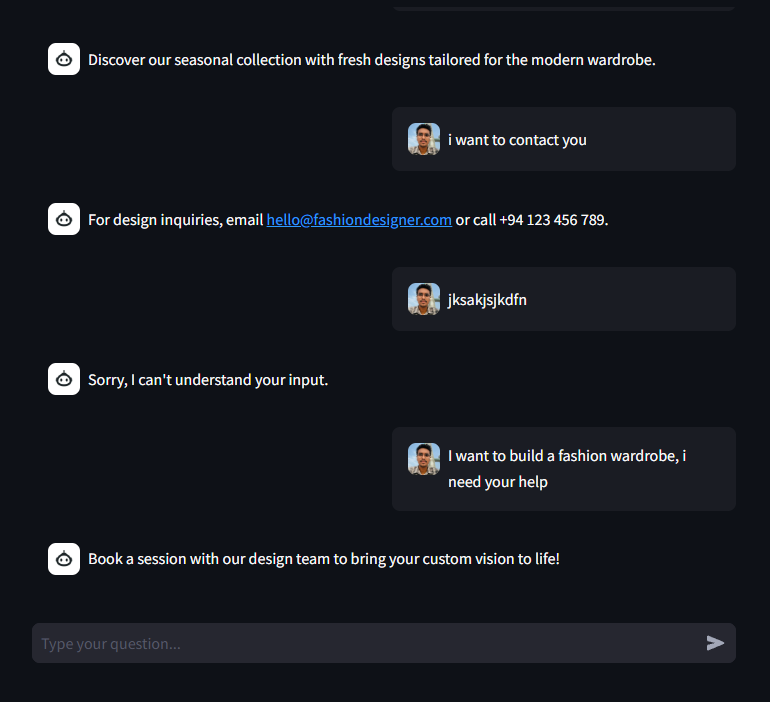 Discover our seasonal collection with fresh designs tailored for the modern wardrobe.
i want to contact you
For design inquiries, email hello@fashiondesigner.com or call +94 123 456 789.
jksakjsjkdfn
Sorry, I can't understand your input.
I want to build a fashion wardrobe, i
need your help
Book a session with our design team to bring your custom vision to life!
Type your question...